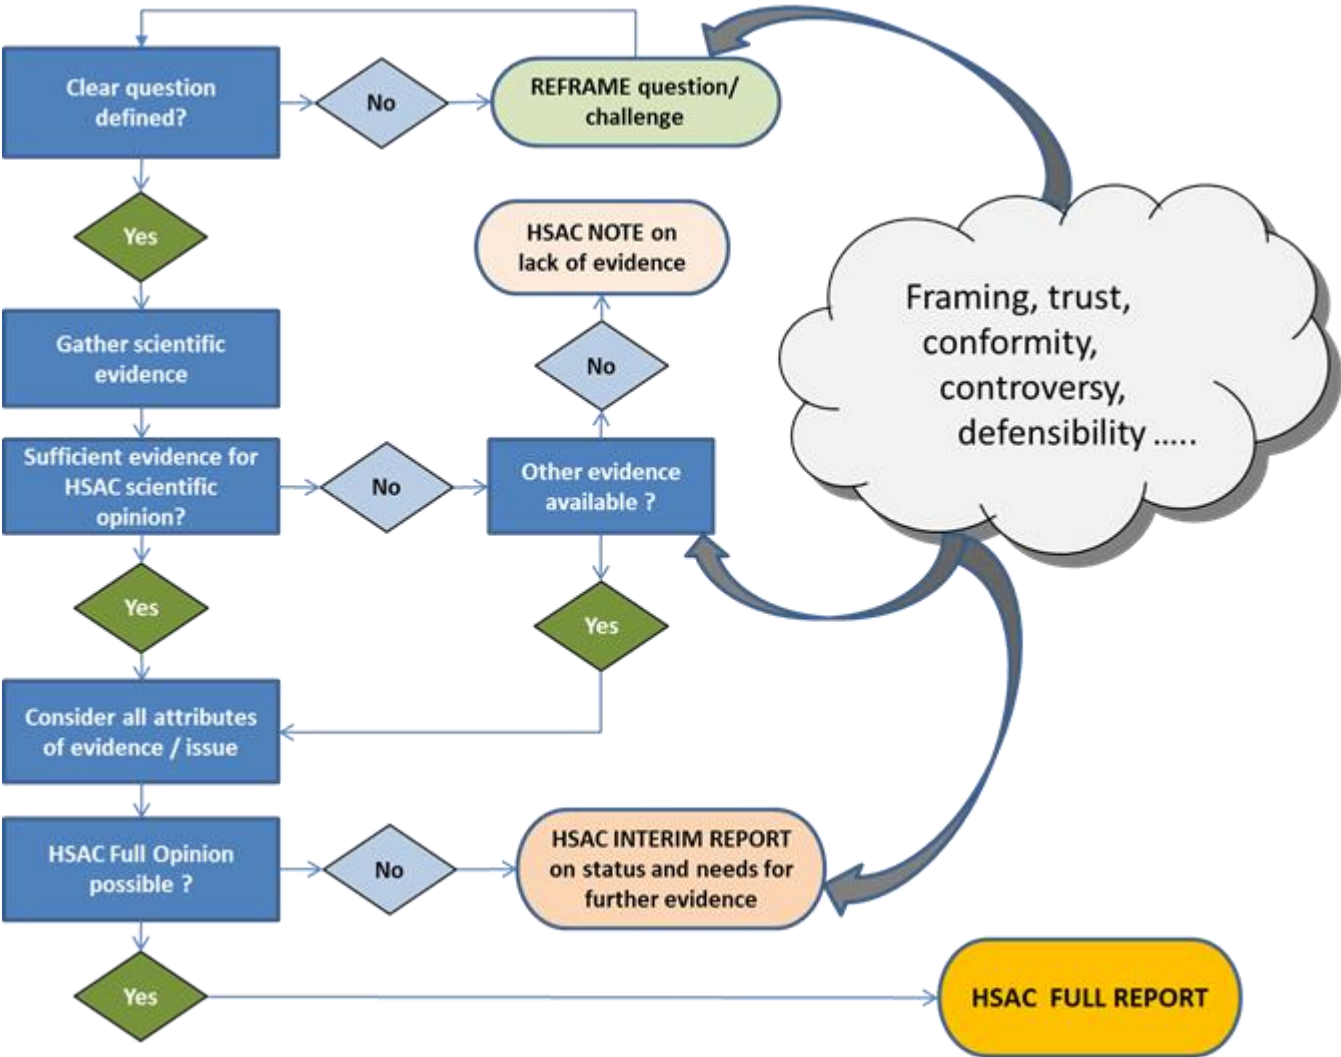 Clear question
defined?
No
REFRAME question/
challenge
Yes
HSAC NOTE on
lack of evidence
Framing, trust,
conformity,
controversy,
defensibility .....
Gather scientific
evidence
No
Sufficient evidence for
HSAC scientific
opinion?
No
Other evidence
available ?
Yes
Yes
Consider all attributes
of evidence / issue
HSAC Full Opinion
possible ?
No
HSAC INTERIM REPORT
on status and needs for
further evidence
Yes
HSAC  FULL REPORT